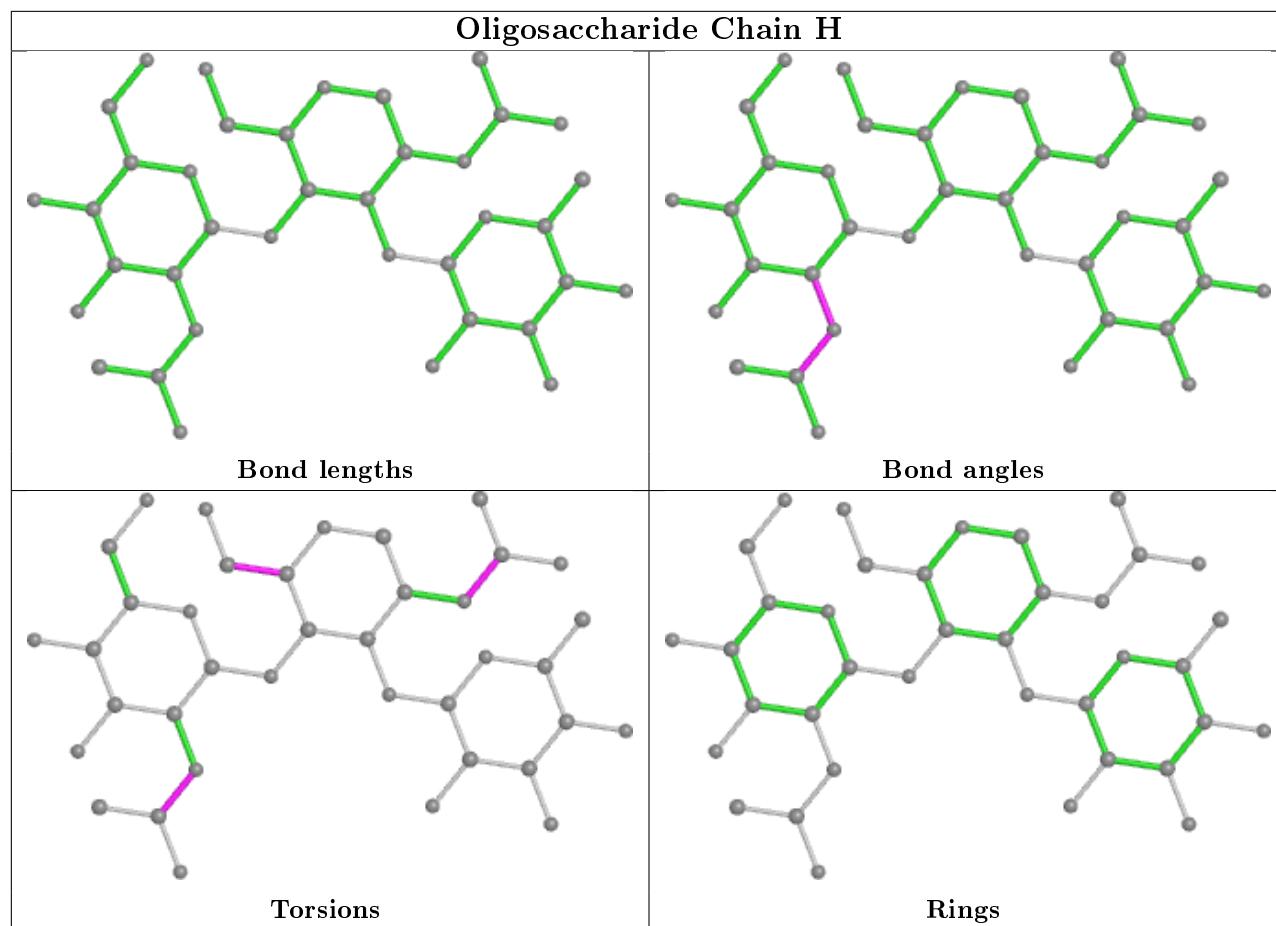 Oligosaccharide Chain H
Bond lengths
Bond angles
Torsions
Rings